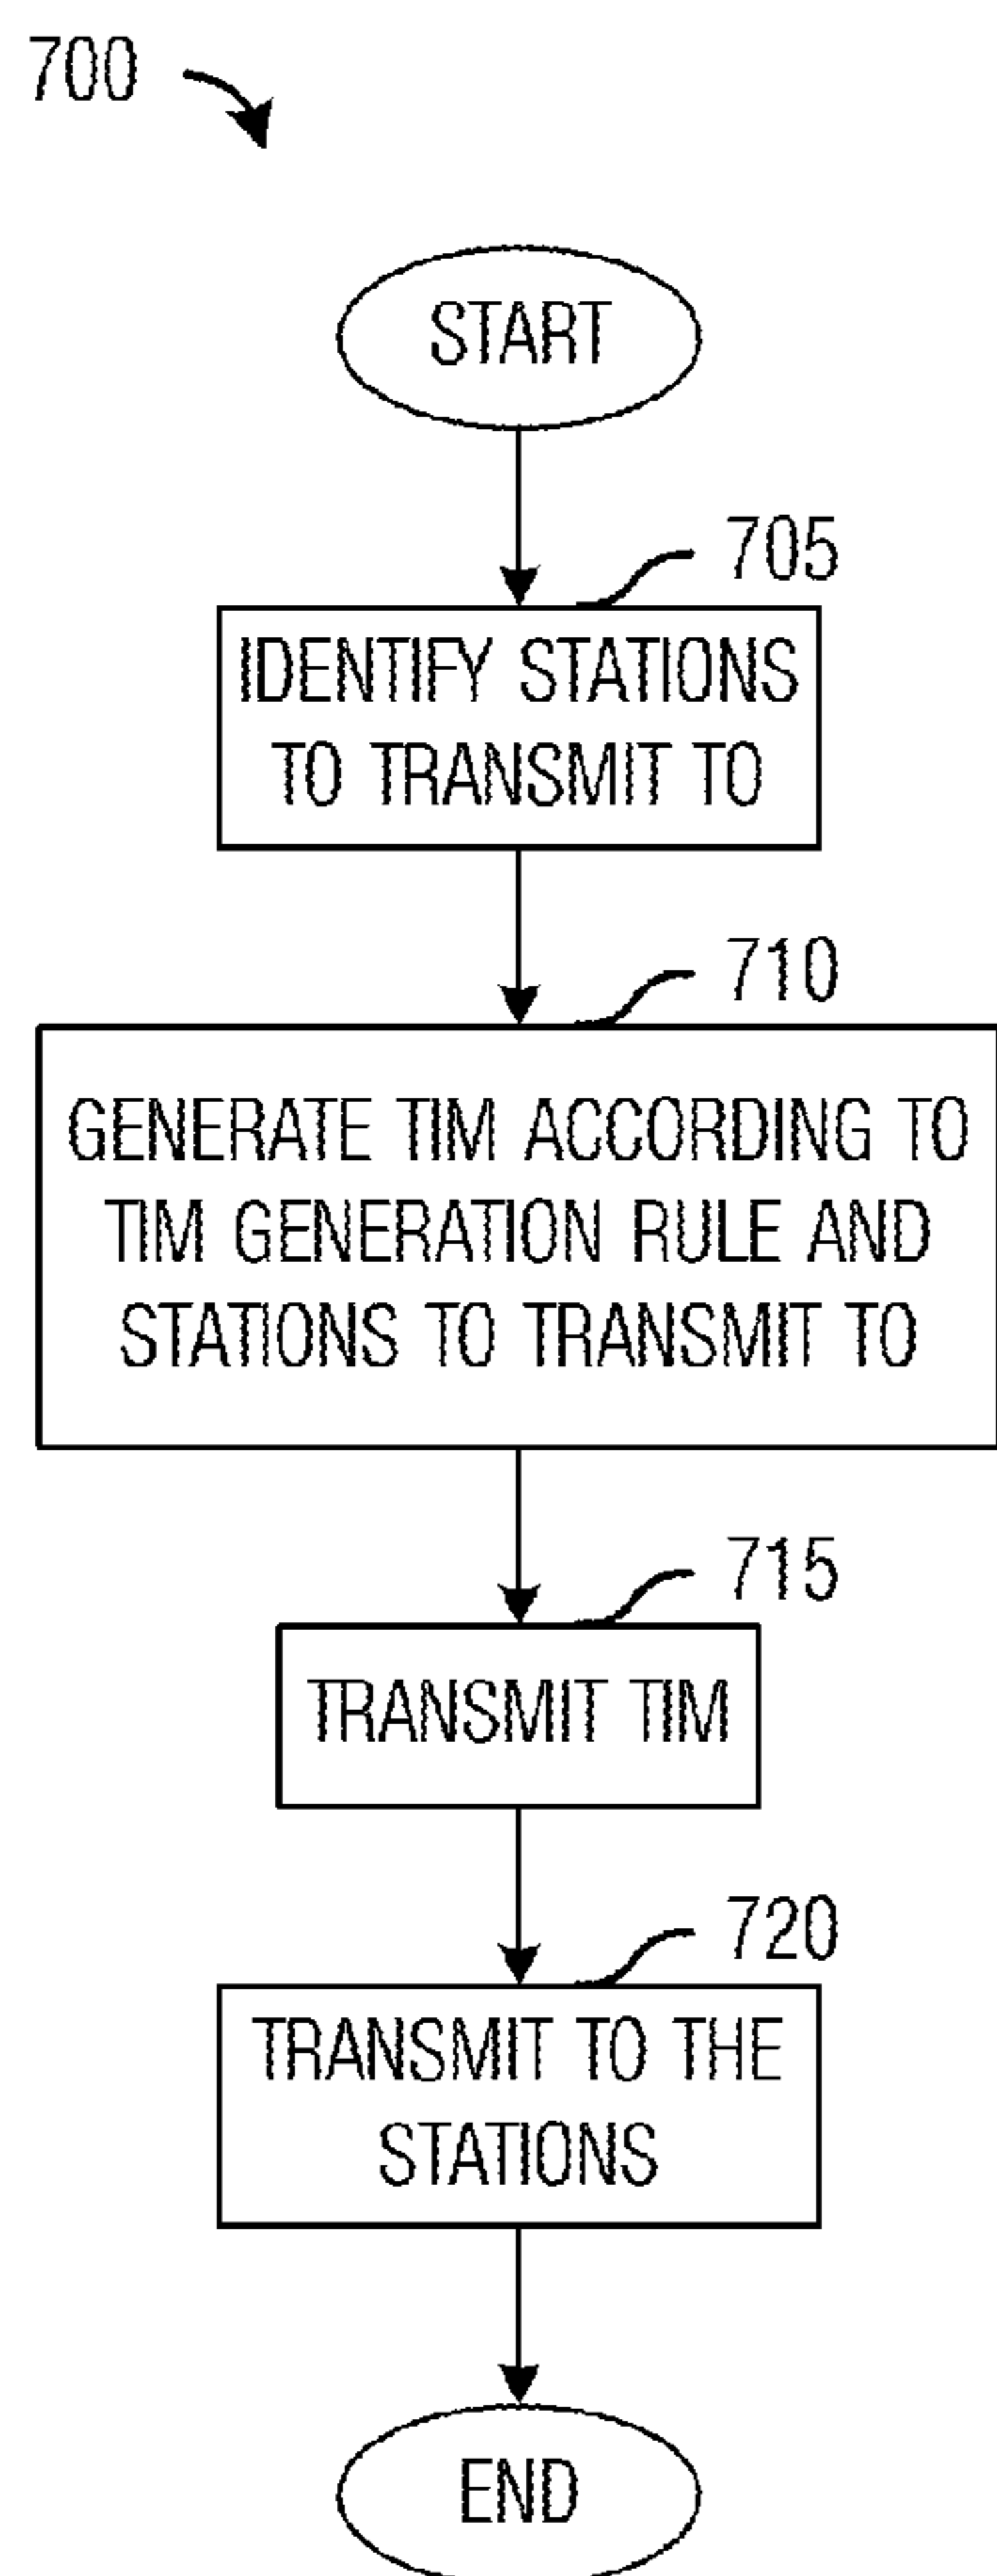 700
START
705
IDENTIFY STATIONS
TO TRANSMIT TO
710
GENERATE TIM ACCORDING TO
TIM GENERATION RULE AND
STATIONS TO TRANSMIT TO
715
TRANSMIT TIM
720
TRANSMIT TO THE
STATIONS
END